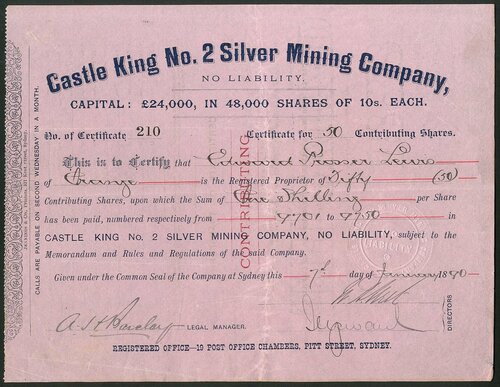 Castle King No. 2 Silver Mining Company,
NO LIABILITY.
CAPITAL: £24,000, IN 48,000 SHARES OF 10s. EACH.
No. of Certificate 210 Certificate for 50 Contributing Shares.
This is to Certify that Edward Prosser Lewis
of Orange is the Registered Proprietor of Fifty (50)
Contributing Shares, upon which the Sum of One Shilling per Share
has been paid, numbered respectively from 9701 to 9750 in
CASTLE KING NO. 2 SILVER MINING COMPANY, NO LIABILITY, subject to the
Memorandum and Rules and Regulations of the said Company.
Given under the Common Seal of the Company at Sydney this 7th day of January 1890
A. S. H. Barclay LEGAL MANAGER.
DIRECTORS
REGISTERED OFFICE—19 POST OFFICE CHAMBERS, PITT STREET, SYDNEY.
CONTRIBUTING
CALLS ARE PAYABLE ON SECOND WEDNESDAY IN A MONTH.